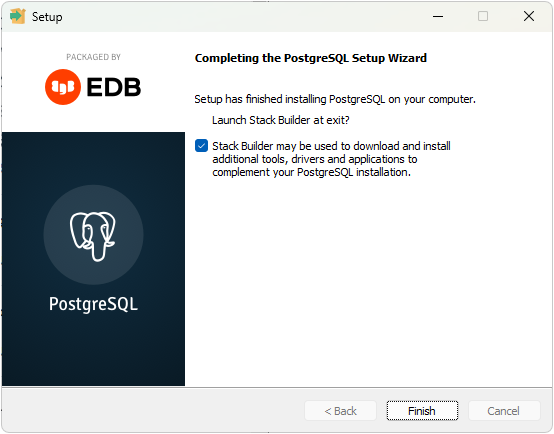 Setup
PACKAGED BY
EDB
PostgreSQL
Completing the PostgreSQL Setup Wizard
Setup has finished installing PostgreSQL on your computer.
Launch Stack Builder at exit?
Stack Builder may be used to download and install
additional tools, drivers and applications to
complement your PostgreSQL installation.
< Back
Finish
Cancel